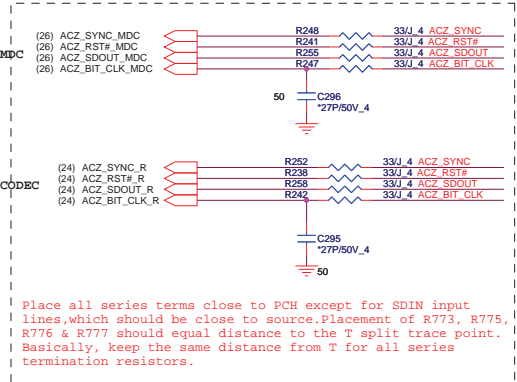 MDC
(26) ACZ_SYNC_MDC R248 33/J_4 ACZ_SYNC
(26) ACZ_RST#_MDC R241 33/J_4 ACZ_RST#
(26) ACZ_SDOUT_MDC R255 33/J_4 ACZ_SDOUT
(26) ACZ_BIT_CLK_MDC R247 33/J_4 ACZ_BIT_CLK
50 C296
*27P/50V_4
CODEC
(24) ACZ_SYNC_R R252 33/J_4 ACZ_SYNC
(24) ACZ_RST#_R R238 33/J_4 ACZ_RST#
(24) ACZ_SDOUT_R R258 33/J_4 ACZ_SDOUT
(24) ACZ_BIT_CLK_R R242 33/J_4 ACZ_BIT_CLK
C295
*27P/50V_4
50
Place all series terms close to PCH except for SDIN input
lines,which should be close to source.Placement of R773, R775,
R776 & R777 should equal distance to the T split trace point.
Basically, keep the same distance from T for all series
termination resistors.